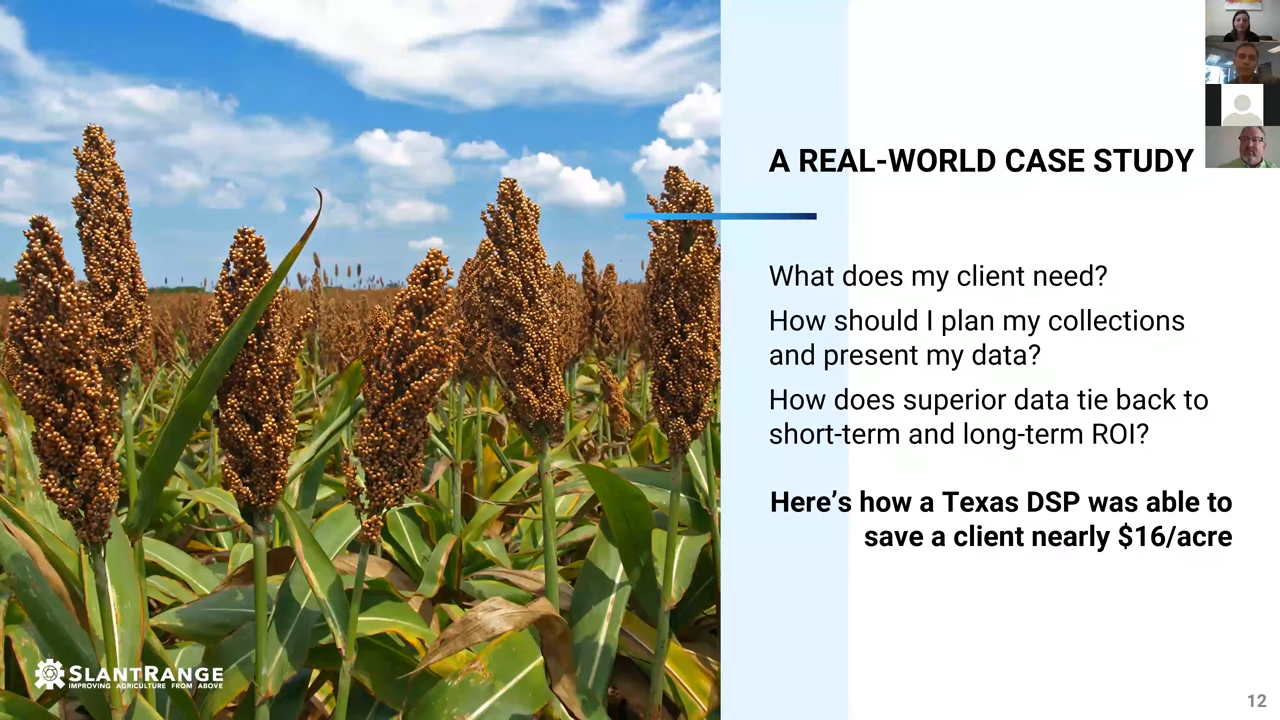 A REAL-WORLD CASE STUDY
What does my client need?
How should I plan my collections
and present my data?
How does superior data tie back to
short-term and long-term ROI?
Here's how a Texas DSP was able to
save a client nearly $16/acre
SLANTRANGE
IMPROVING AGRICULTURE FROM ABOVE
12